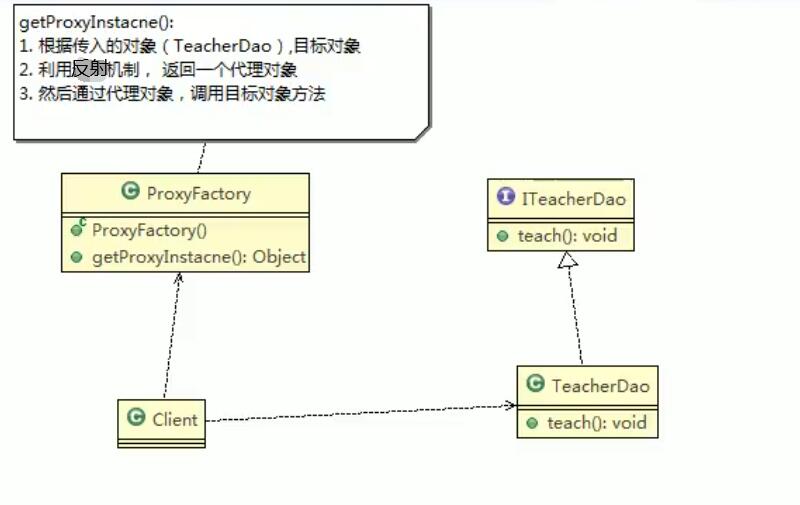 getProxyInstacne():
1. 根据传入的对象（TeacherDao）,目标对象
2. 利用反射机制， 返回一个代理对象
3. 然后通过代理对象，调用目标对象方法
C ProxyFactory
C ProxyFactory()
getProxyInstacne(): Object
I ITeacherDao
teach(): void
C Client
C TeacherDao
teach(): void